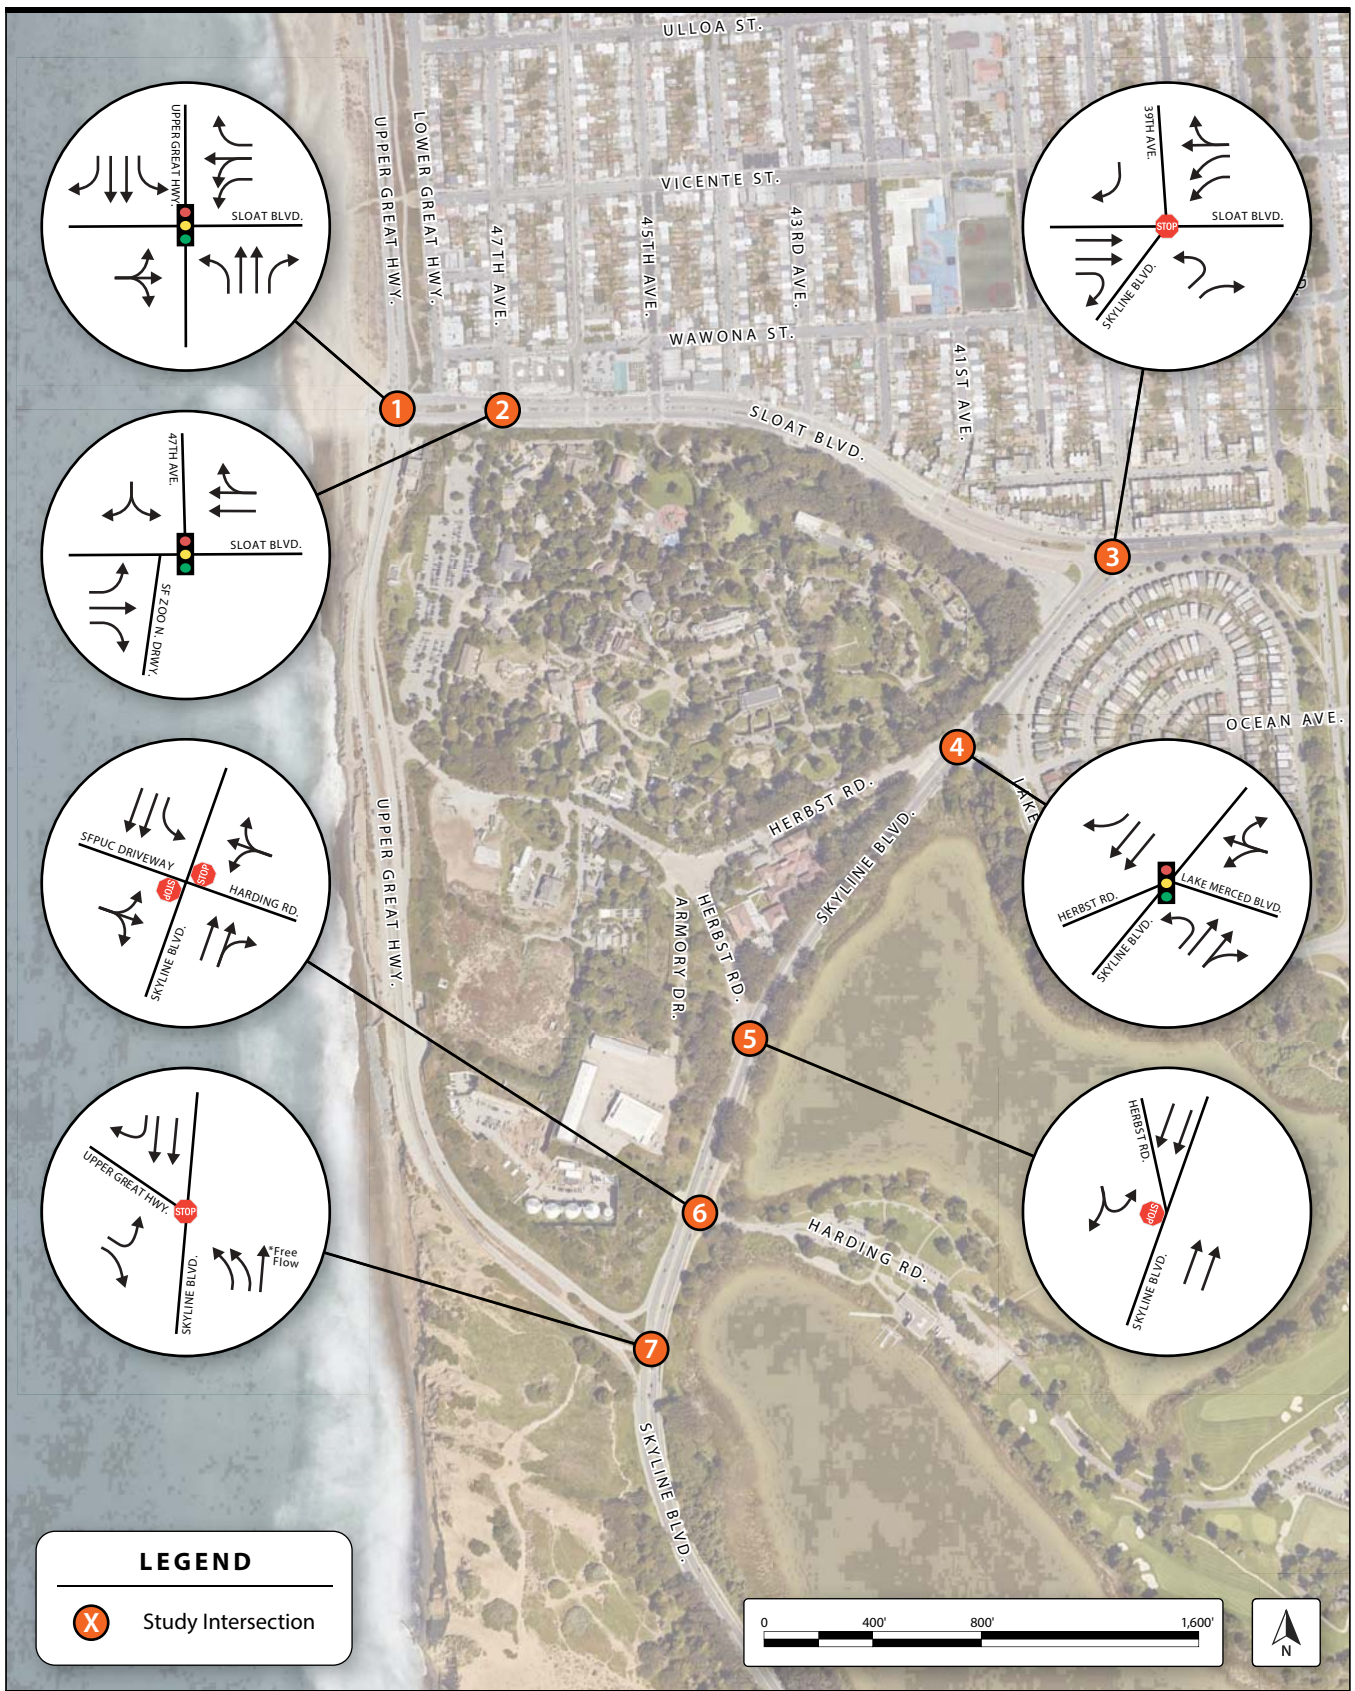 ULLOA ST.
UPPER GREAT HWY.
SLOAT BLVD.
39TH AVE.
SLOAT BLVD.
SKYLINE BLVD.
UPPER GREAT HWY.
LOWER GREAT HWY.
VICENTE ST.
47TH AVE.
45TH AVE.
43RD AVE.
WAWONA ST.
41ST AVE.
SLOAT BLVD.
1
2
3
STOP
47TH AVE.
SLOAT BLVD.
SF ZOO N. DRWY.
OCEAN AVE.
4
LAKE
HERBST RD.
SKYLINE BLVD.
UPPER GREAT HWY.
SFPUC DRIVEWAY
STOP
STOP
HARDING RD.
SKYLINE BLVD.
HERBST RD.
LAKE MERCED BLVD.
SKYLINE BLVD.
ARMORY DR.
HERBST RD.
5
6
HARDING RD.
HERBST RD.
STOP
SKYLINE BLVD.
UPPER GREAT HWY.
STOP
SKYLINE BLVD.
*Free
Flow
7
SKYLINE BLVD.
LEGEND
X Study Intersection
0 400' 800' 1,600'
N